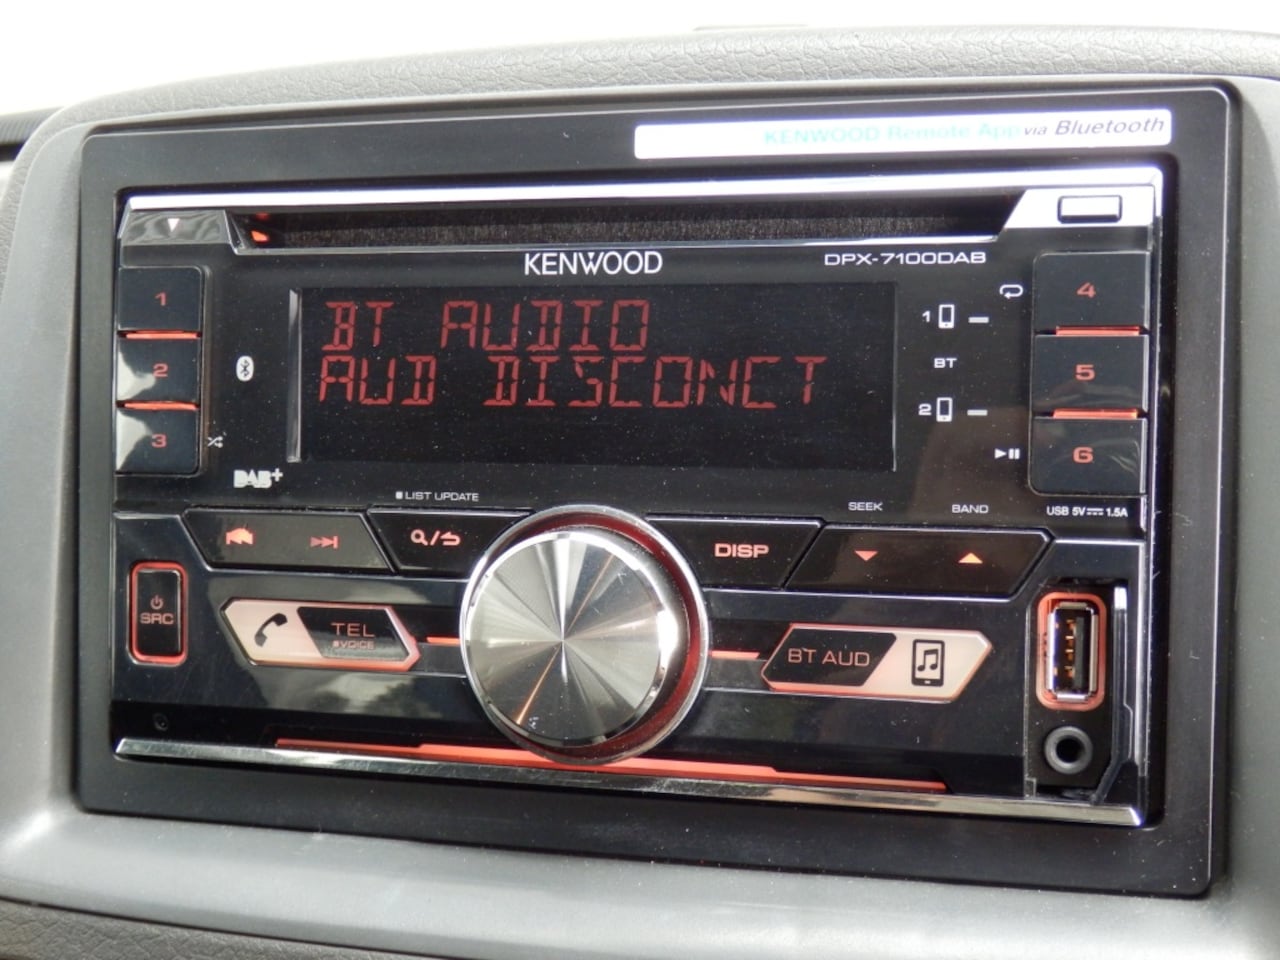 KENWOOD Remote App via Bluetooth
KENWOOD
DPX-7100DAB
BT AUDIO
AUD DISCONCT
1
2
3
DAB+
1
BT
2
4
5
6
LIST UPDATE
SEEK
BAND
USB 5V 1.5A
DISP
SRC
TEL
VOICE
BT AUD